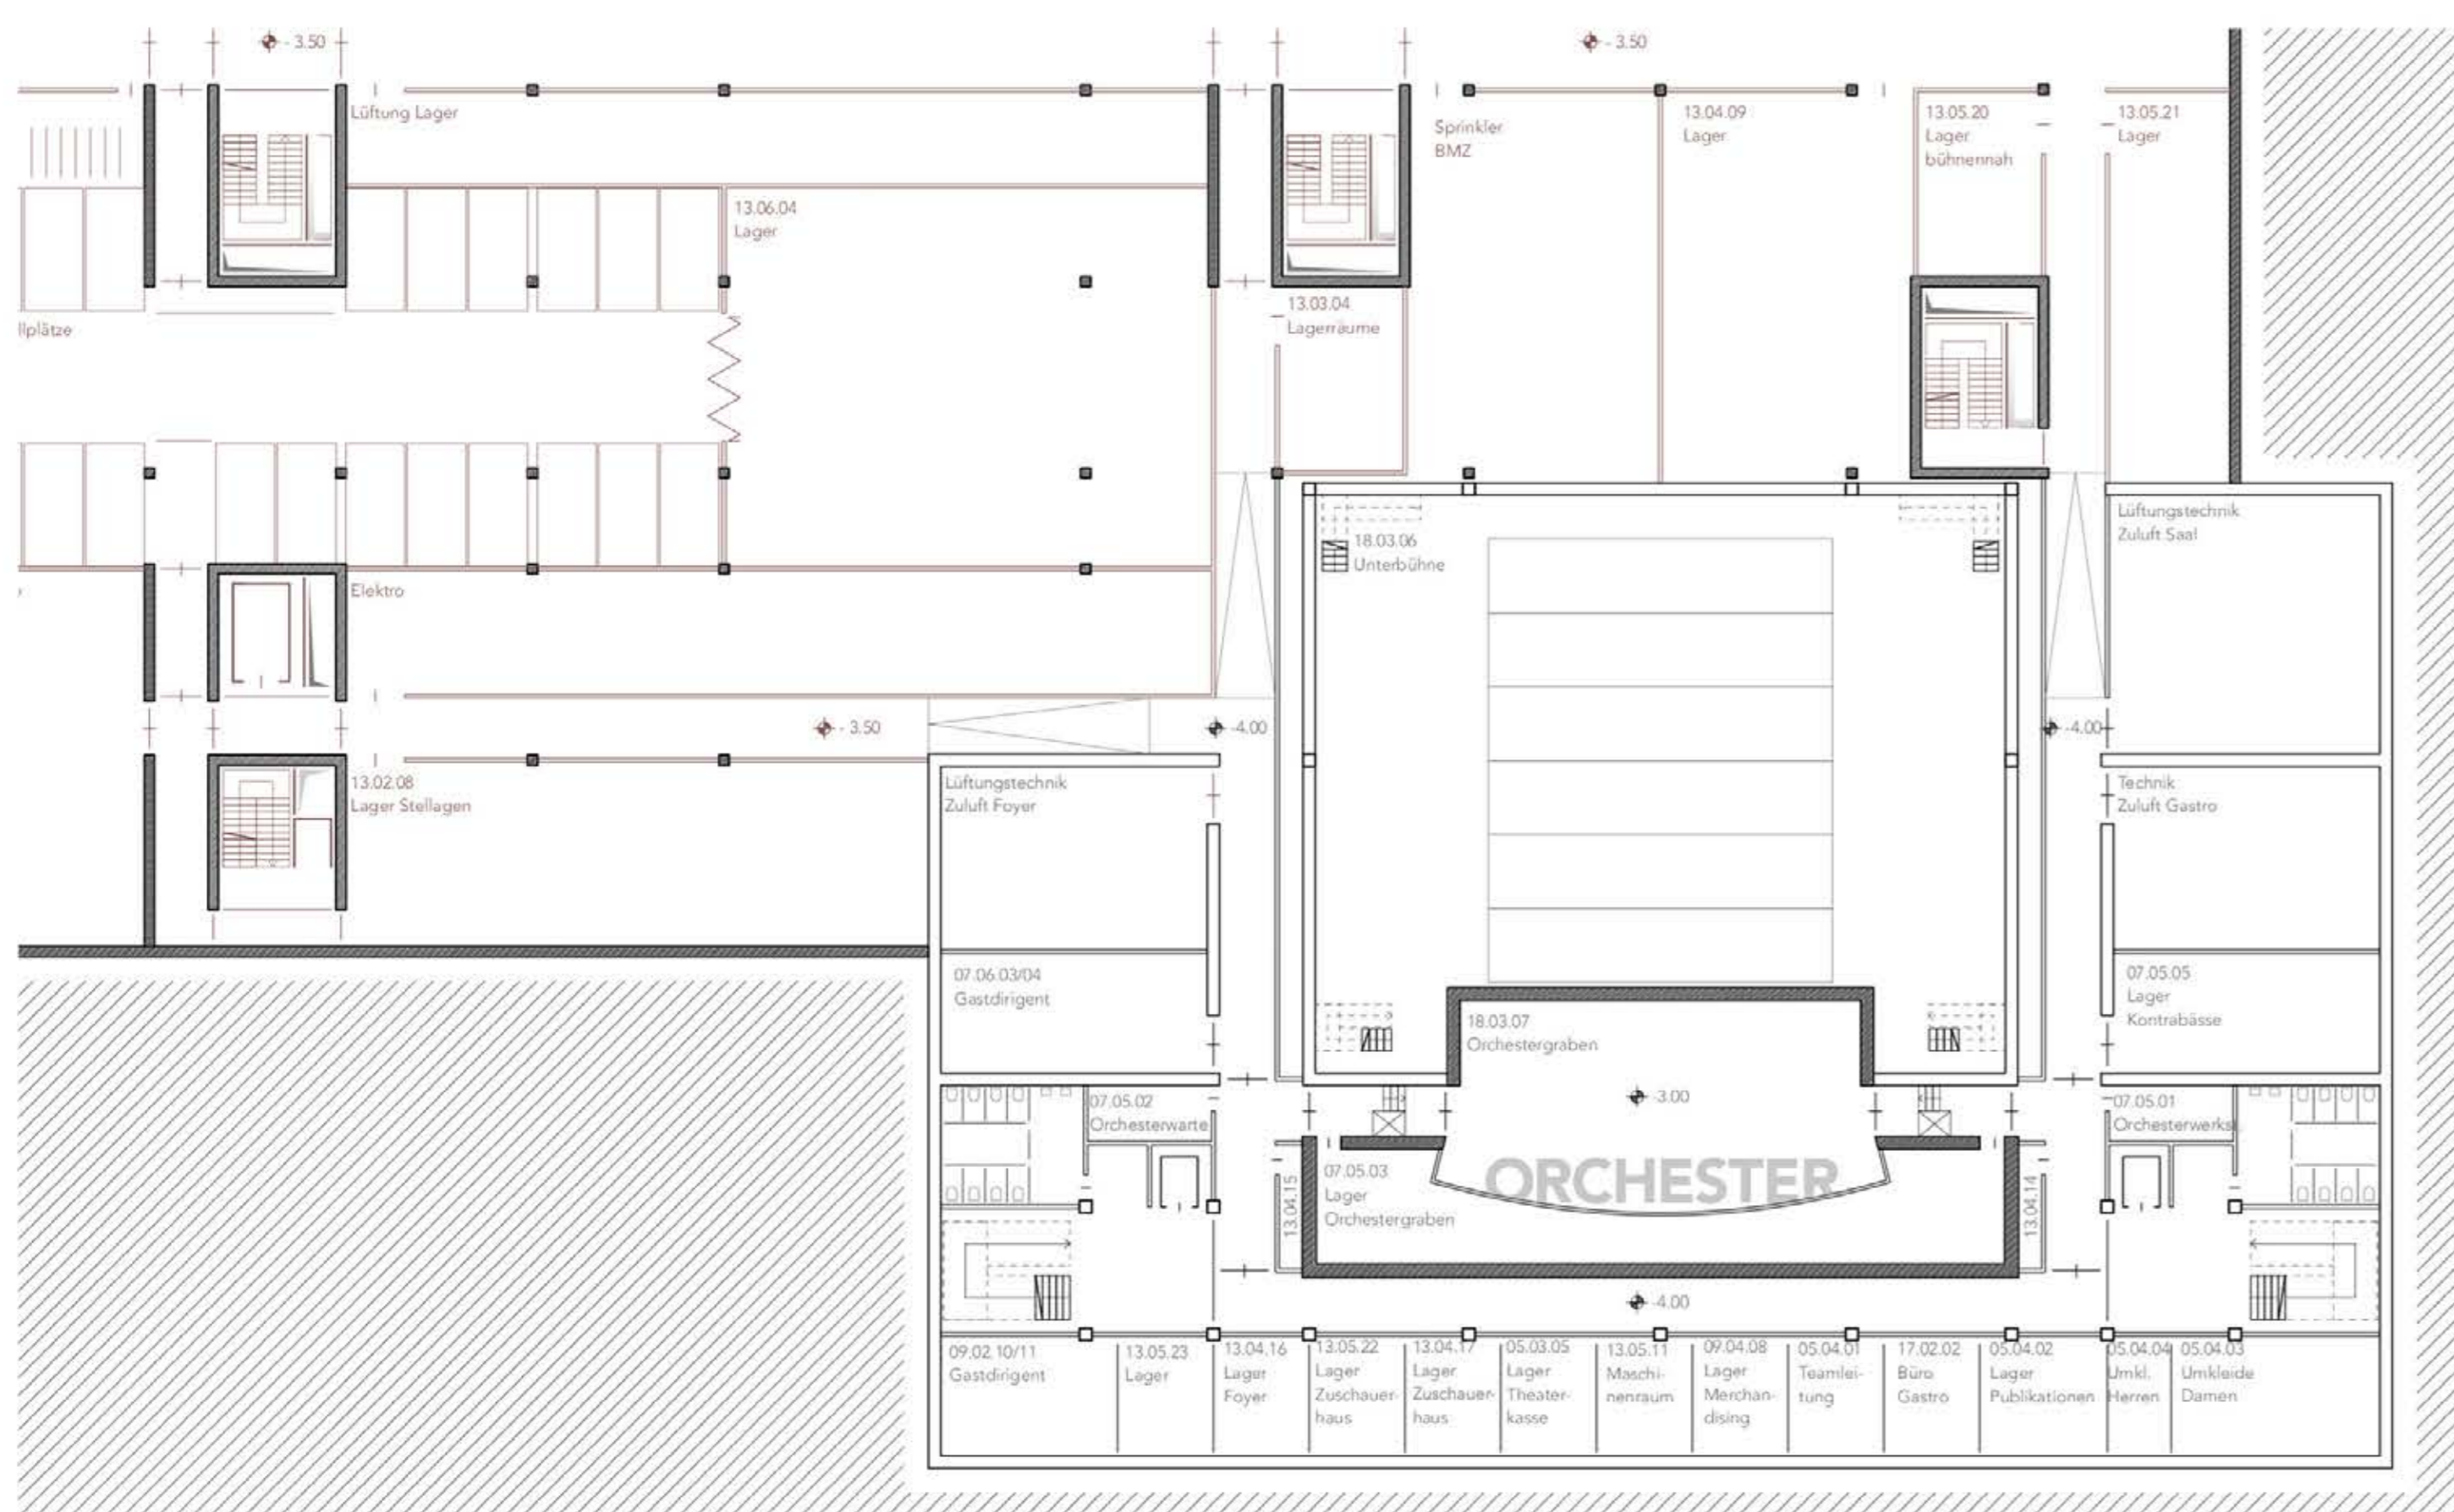 - 3.50
- 3.50
Lüftung Lager
Sprinkler
BMZ
13.04.09
Lager
13.05.20
Lager
bühnennah
13.05.21
Lager
13.06.04
Lager
13.03.04
Lagerräume
llplätze
Lüftungstechnik
Zuluft Saal
18.03.06
Unterbühne
Elektro
- 3.50
-4.00
-4.00
13.02.08
Lager Stellagen
Lüftungstechnik
Zuluft Foyer
Technik
Zuluft Gastro
07.06.03/04
Gastdirigent
07.05.05
Lager
Kontrabässe
18.03.07
Orchestergraben
-3.00
07.05.02
Orchesterwarte
07.05.01
Orchesterwerks
07.05.03
Lager
Orchestergraben
ORCHESTER
13.04.15
13.04.14
-4.00
09.02.10/11
Gastdirigent
13.05.23
Lager
13.04.16
Lager
Foyer
13.05.22
Lager
Zuschauer-
haus
13.04.17
Lager
Zuschauer-
haus
05.03.05
Lager
Theater-
kasse
13.05.11
Maschi-
nenraum
09.04.08
Lager
Merchan-
dising
05.04.01
Teamlei-
tung
17.02.02
Büro
Gastro
05.04.02
Lager
Publikationen
05.04.04
Umkl.
Herren
05.04.03
Umkleide
Damen